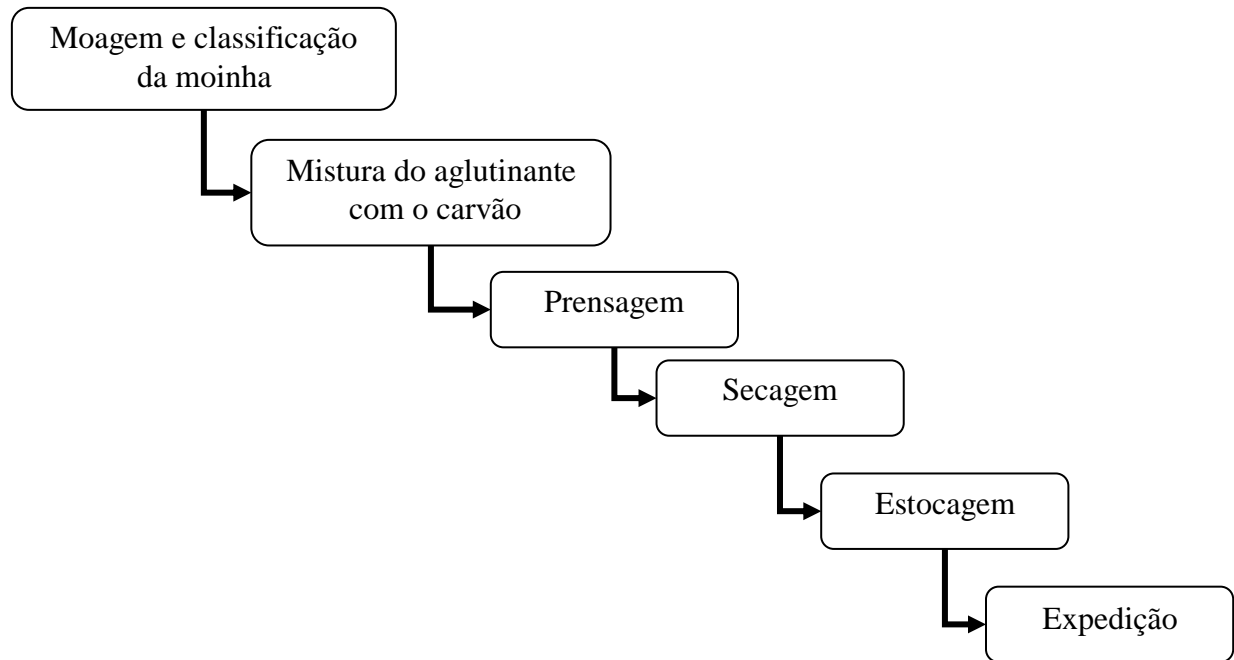 Moagem e classificação
da moinha
Mistura do aglutinante
com o carvão
Prensagem
Secagem
Estocagem
Expedição